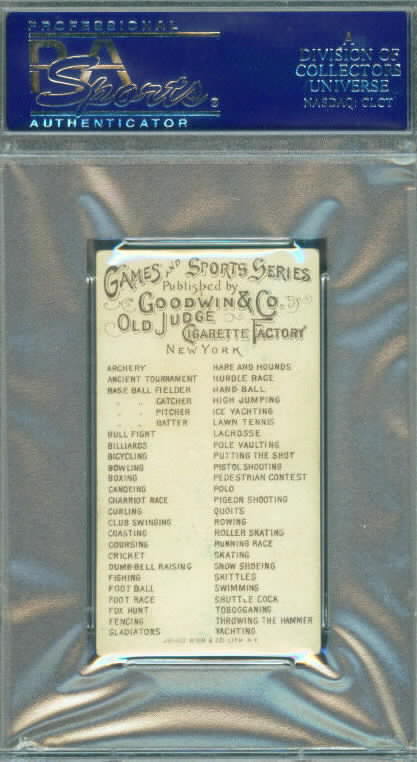 PROFESSIONAL
PSA
Sports
AUTHENTICATOR
A
DIVISION OF
COLLECTORS
UNIVERSE
NASDAQ: CLCT
GAMES AND SPORTS SERIES
Published by
GOODWIN & CO.
OLD JUDGE
CIGARETTE FACTORY
NEW YORK
ARCHERY
ANCIENT TOURNAMENT
BASE BALL FIELDER
" " CATCHER
" " PITCHER
" " BATTER
BULL FIGHT
BILLIARDS
BICYCLING
BOWLING
BOXING
CANOEING
CHARRIOT RACE
CURLING
CLUB SWINGING
COASTING
COURSING
CRICKET
DUMB-BELL RAISING
FISHING
FOOT BALL
FOOT RACE
FOX HUNT
FENCING
GLADIATORS
HARE AND HOUNDS
HURDLE RACE
HAND-BALL
HIGH JUMPING
ICE YACHTING
LAWN TENNIS
LACROSSE
POLE VAULTING
PUTTING THE SHOT
PISTOL SHOOTING
PEDESTRIAN CONTEST
POLO
PIGEON SHOOTING
QUOITS
ROWING
ROLLER SKATING
RUNNING RACE
SKATING
SNOW SHOEING
SKITTLES
SWIMMING
SHUTTLE COCK
TOBOGGANING
THROWING THE HAMMER
YACHTING
& CO. LITH. N.Y.